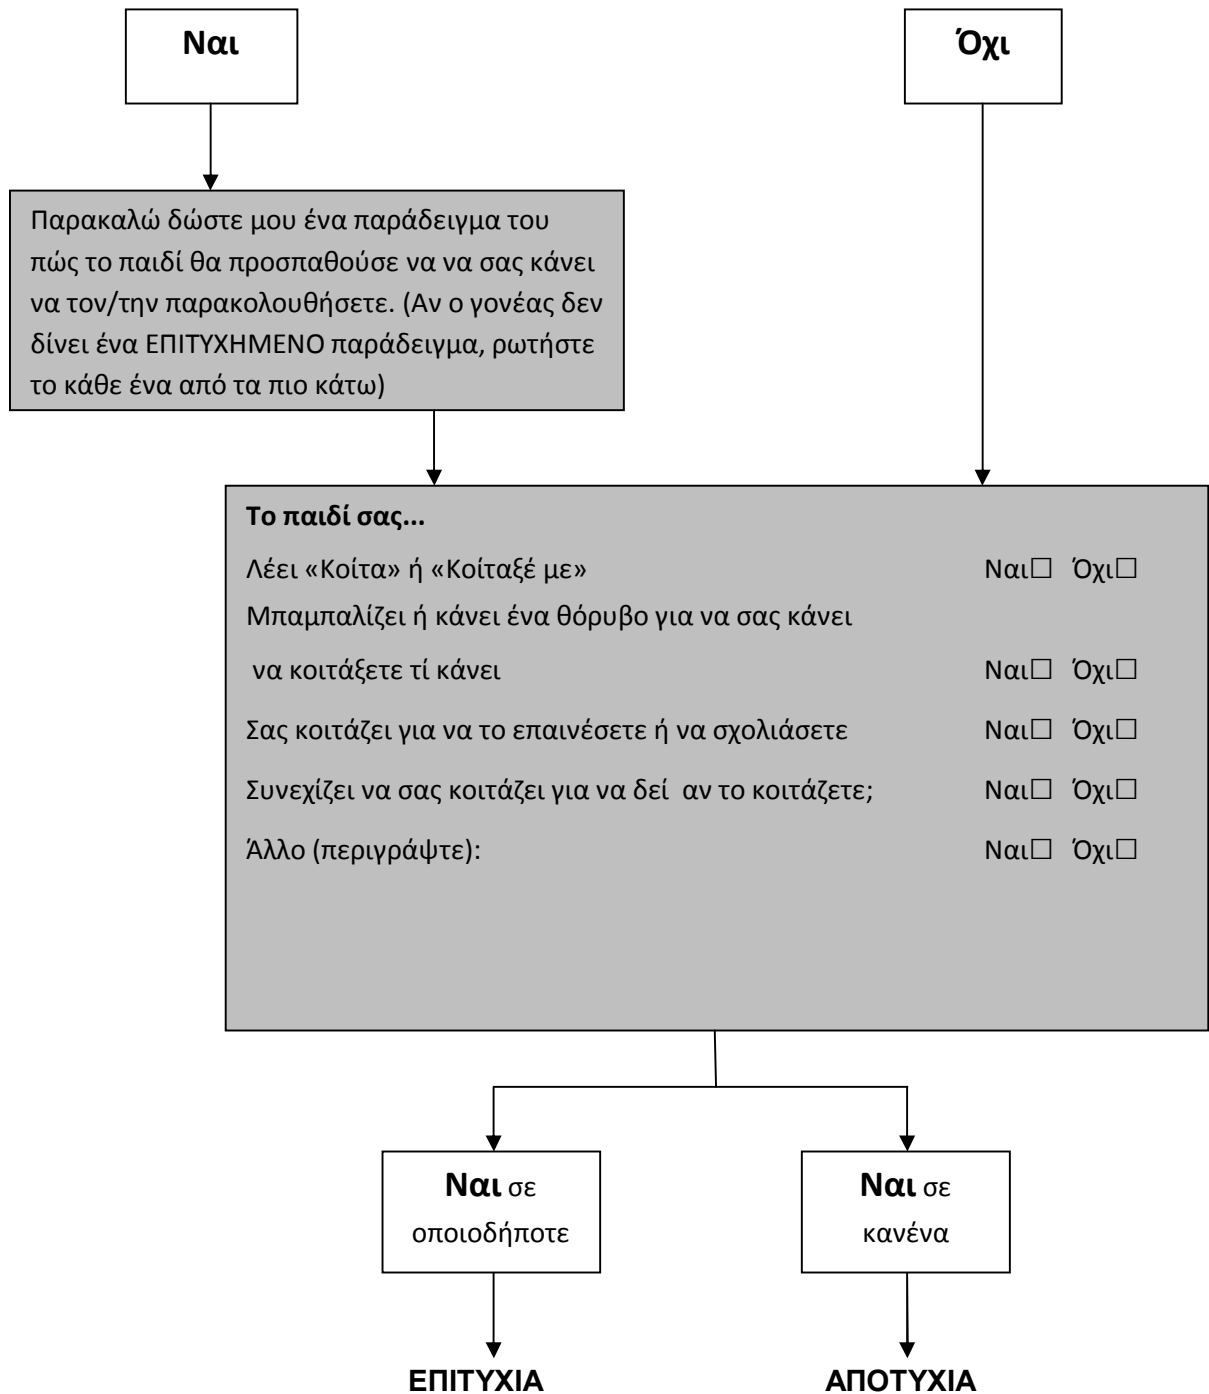 Ναι
Όχι
Παρακαλώ δώστε μου ένα παράδειγμα του
πώς το παιδί θα προσπαθούσε να να σας κάνει
να τον/την παρακολουθήσετε. (Αν ο γονέας δεν
δίνει ένα ΕΠΙΤΥΧΗΜΕΝΟ παράδειγμα, ρωτήστε
το κάθε ένα από τα πιο κάτω)
Το παιδί σας...
Λέει «Κοίτα» ή «Κοίταξέ με» Ναι☐ Όχι☐
Μπαμπαλίζει ή κάνει ένα θόρυβο για να σας κάνει
να κοιτάξετε τί κάνει Ναι☐ Όχι☐
Σας κοιτάζει για να το επαινέσετε ή να σχολιάσετε Ναι☐ Όχι☐
Συνεχίζει να σας κοιτάζει για να δεί αν το κοιτάζετε; Ναι☐ Όχι☐
Άλλο (περιγράψτε): Ναι☐ Όχι☐
Ναι σε
οποιοδήποτε
Ναι σε
κανένα
ΕΠΙΤΥΧΙΑ
ΑΠΟΤΥΧΙΑ